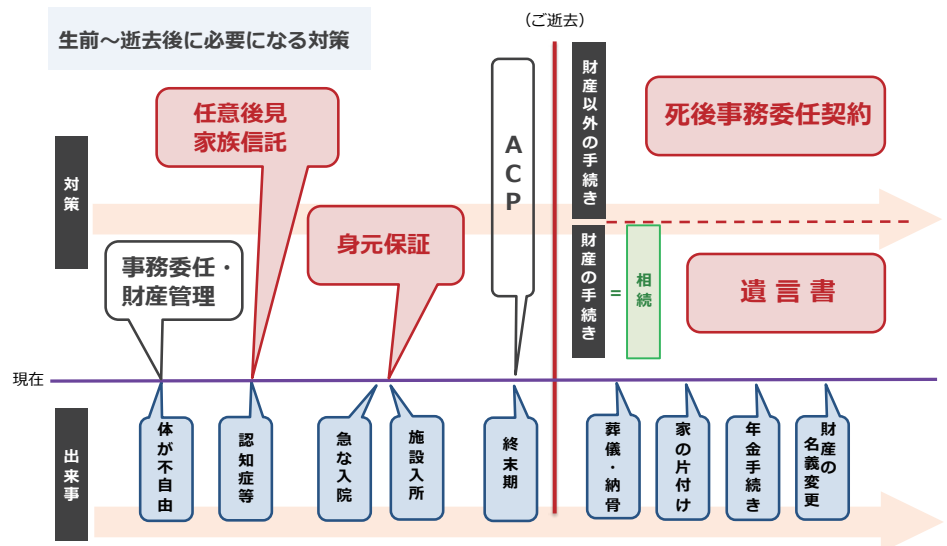 (ご逝去)
生前～逝去後に必要になる対策
対策
任意後見
家族信託
事務委任・
財産管理
身元保証
ACP
財産以外の手続き
死後事務委任契約
財産の手続き
=
相続
遺言書
現在
出来事
体が不自由
認知症等
急な入院
施設入所
終末期
葬儀・納骨
家の片付け
年金手続き
財産の
名義変更